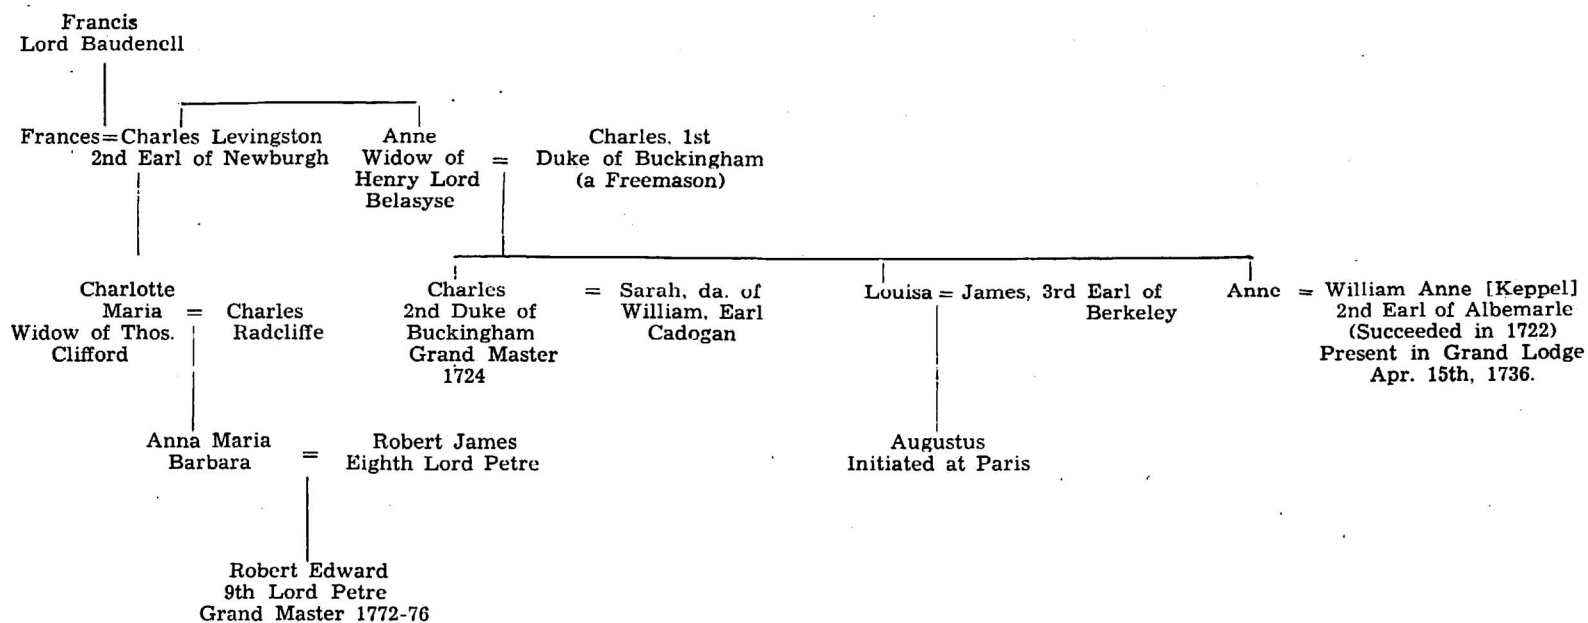 Francis
Lord Baudenell
Frances=Charles Levingston
2nd Earl of Newburgh
Anne
Widow of
Henry Lord
Belasyse
=
Charles, 1st
Duke of Buckingham
(a Freemason)
Charlotte
Maria
Widow of Thos.
Clifford
=
Charles
Radcliffe
Charles
2nd Duke of
Buckingham
Grand Master
1724
=
Sarah, da. of
William, Earl
Cadogan
Louisa = James, 3rd Earl of
Berkeley
Anne = William Anne [Keppel]
2nd Earl of Albemarle
(Succeeded in 1722)
Present in Grand Lodge
Apr. 15th, 1736.
Anna Maria
Barbara
=
Robert James
Eighth Lord Petre
Augustus
Initiated at Paris
Robert Edward
9th Lord Petre
Grand Master 1772-76